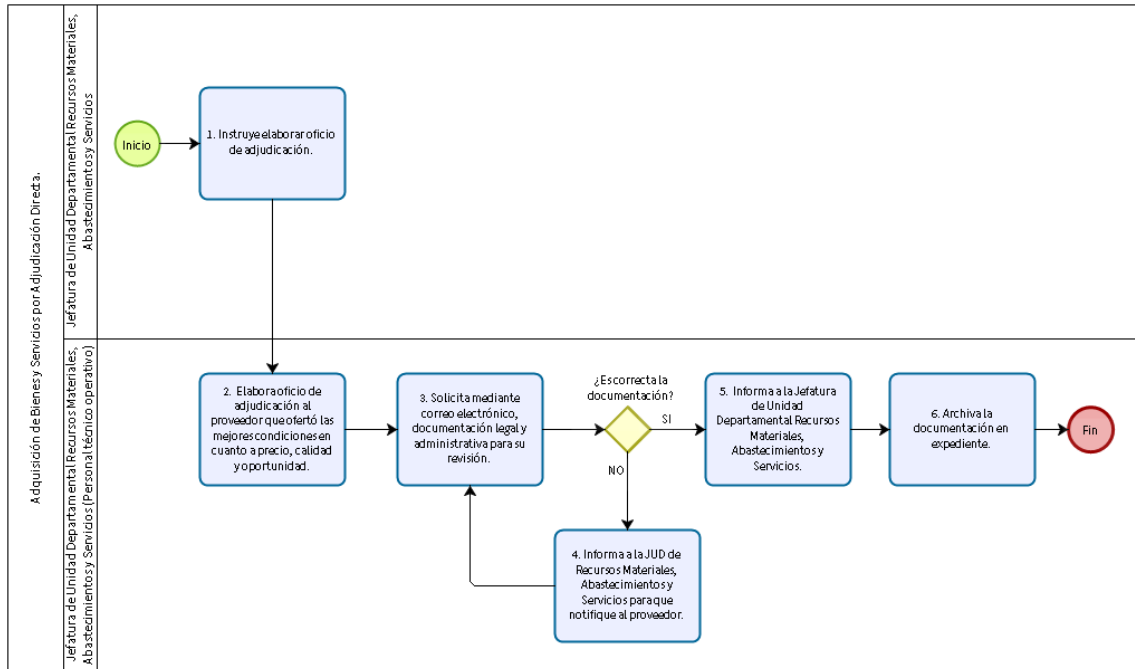 Adquisición de Bienes y Servicios por Adjudicación Directa.
Jefatura de Unidad Departamental Recursos Materiales,
Abastecimientos y Servicios
Inicio
1. Instruye elaborar oficio
de adjudicación.
Jefatura de Unidad Departamental Recursos Materiales,
Abastecimientos y Servicios (Personal técnico operativo)
2. Elabora oficio de
adjudicación al
proveedor que ofertó las
mejores condiciones en
cuanto a precio, calidad
y oportunidad.
3. Solicita mediante
correo electrónico,
documentación legal y
administrativa para su
revisión.
¿Es correcta la
documentación?
SI
NO
4. Informa a la JUD de
Recursos Materiales,
Abastecimiento y
Servicios para que
notifique al proveedor.
5. Informa a la Jefatura
de Unidad
Departamental Recursos
Materiales,
Abastecimientos y
Servicios.
6. Archiva la
documentación en
expediente.
Fin